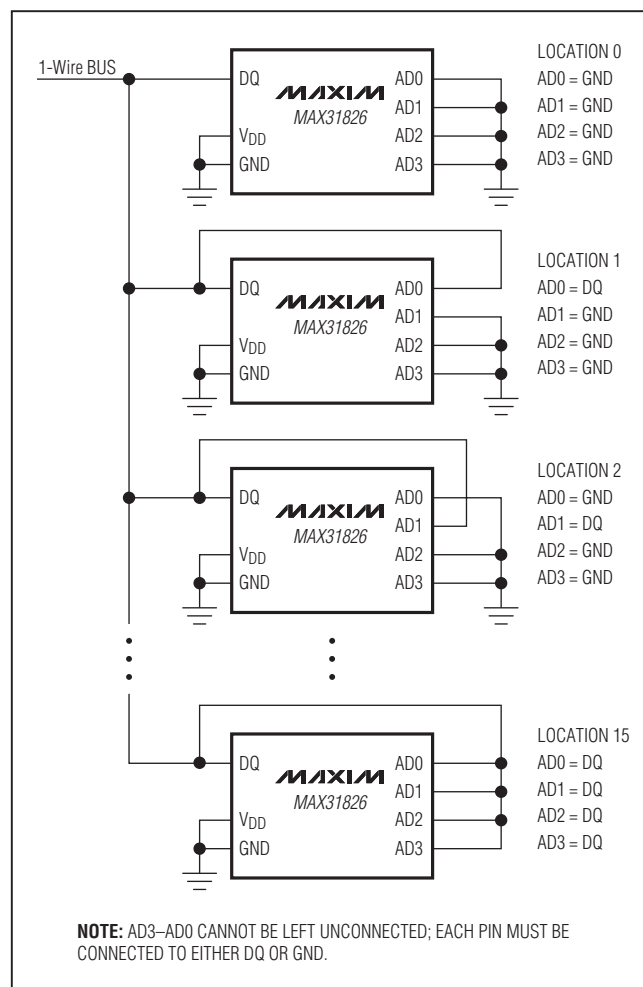 1-Wire BUS
DQ
VDD
GND
MAXIM
MAX31826
AD0
AD1
AD2
AD3
LOCATION 0
AD0 = GND
AD1 = GND
AD2 = GND
AD3 = GND
DQ
VDD
GND
MAXIM
MAX31826
AD0
AD1
AD2
AD3
LOCATION 1
AD0 = DQ
AD1 = GND
AD2 = GND
AD3 = GND
DQ
VDD
GND
MAXIM
MAX31826
AD0
AD1
AD2
AD3
LOCATION 2
AD0 = GND
AD1 = DQ
AD2 = GND
AD3 = GND
DQ
VDD
GND
MAXIM
MAX31826
AD0
AD1
AD2
AD3
LOCATION 15
AD0 = DQ
AD1 = DQ
AD2 = DQ
AD3 = DQ
NOTE: AD3–AD0 CANNOT BE LEFT UNCONNECTED; EACH PIN MUST BE
CONNECTED TO EITHER DQ OR GND.